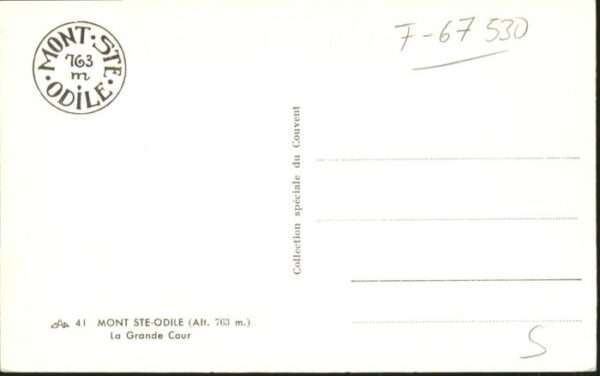 MONT · STE · ODILE ·
763
m
F-67 530
Collection spéciale du Couvent
41 MONT STE-ODILE (Alt. 763 m.)
La Grande Cour
S